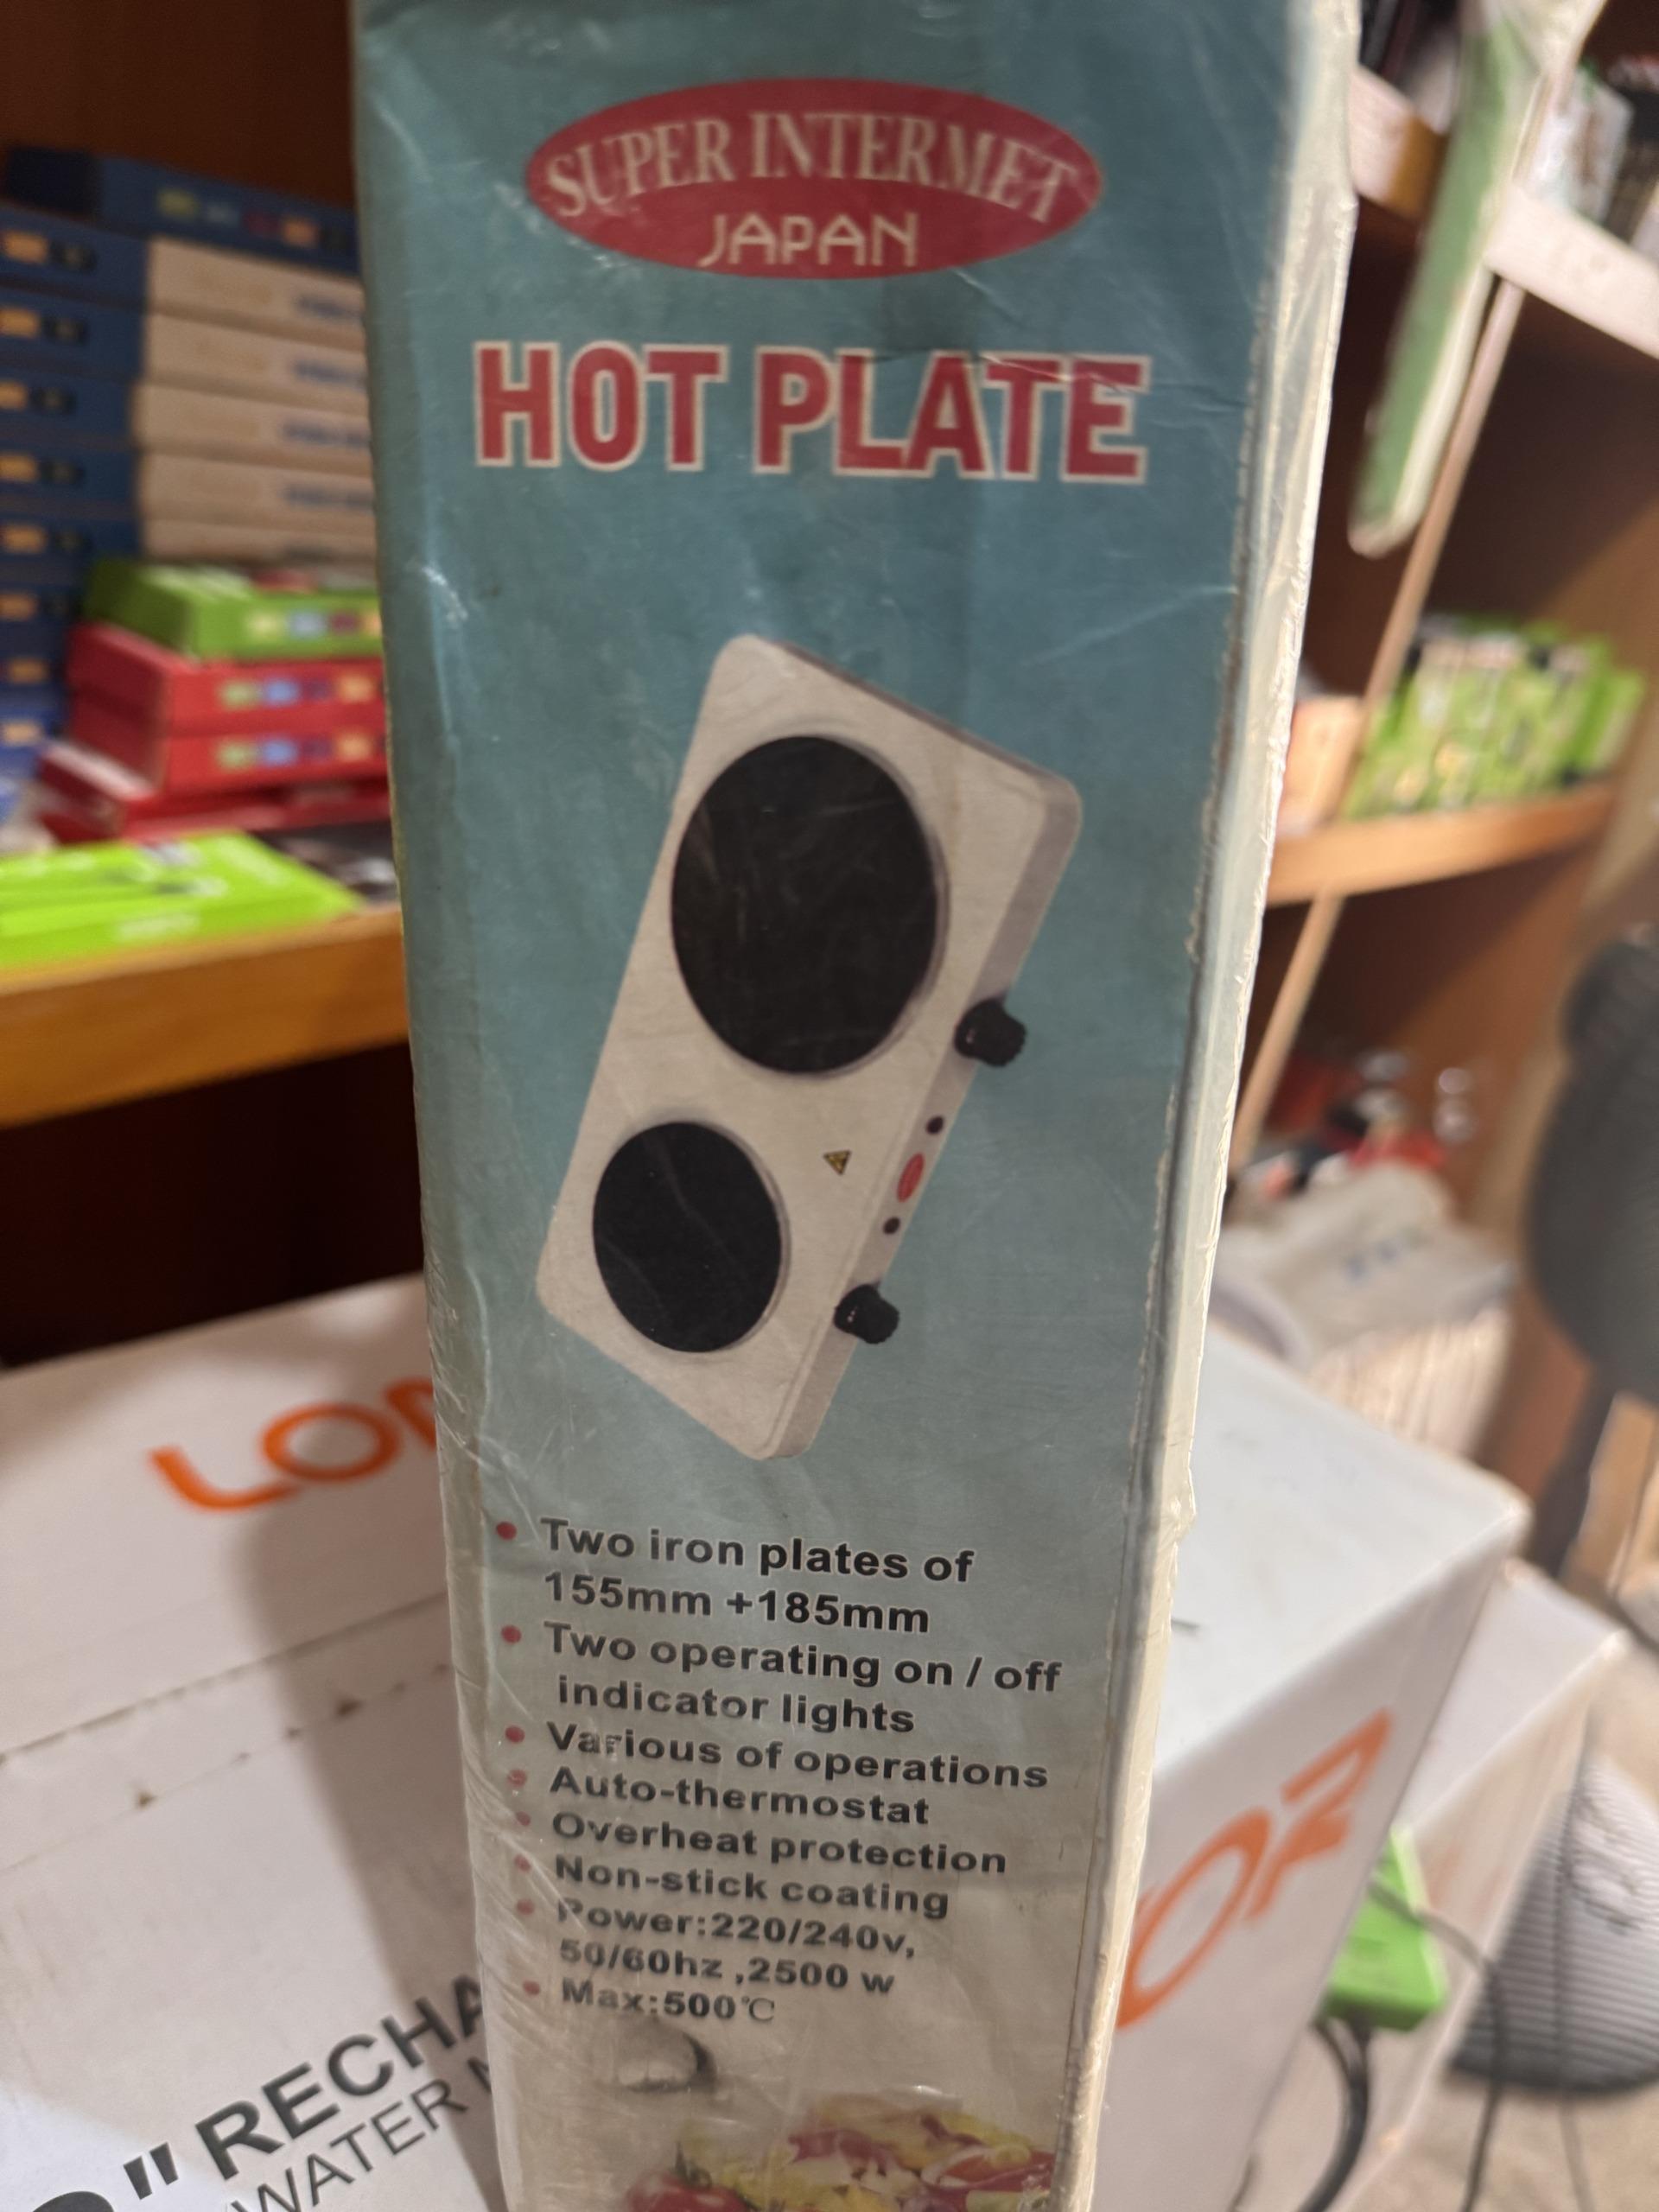 SUPER INTERMET
JAPAN
HOT PLATE
• Two iron plates of
155mm +185mm
• Two operating on / off
indicator lights
• Various of operations
• Auto-thermostat
• Overheat protection
• Non-stick coating
• Power:220/240v,
50/60hz ,2500 w
• Max:500℃
" RECHA
WATER